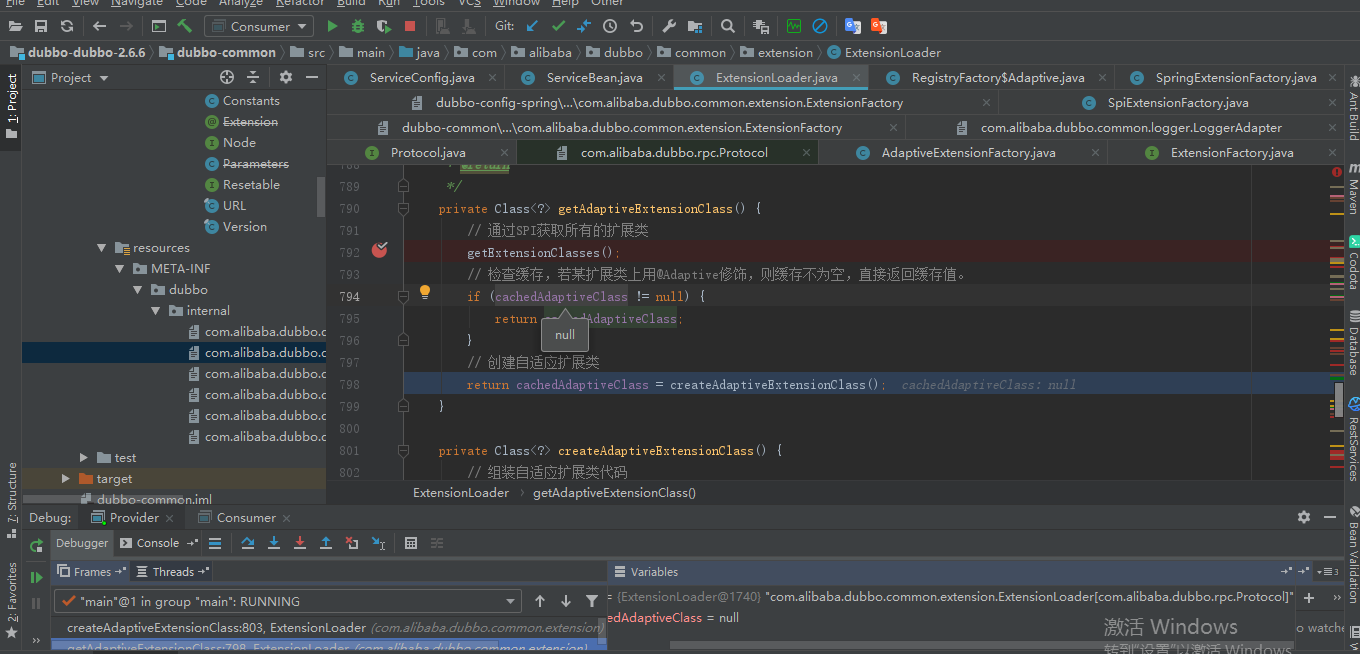 File Edit View Navigate Code Analyze Refactor Build Run Tools VCS Window Help Other
Consumer Git:
dubbo-dubbo-2.6.6 dubbo-common src main java com alibaba dubbo common extension ExtensionLoader
1: Project
Project
ServiceConfig.java ServiceBean.java ExtensionLoader.java RegistryFactory$Adaptive.java SpringExtensionFactory.java
dubbo-config-spring\...\com.alibaba.dubbo.common.extension.ExtensionFactory SpiExtensionFactory.java
dubbo-common\...\com.alibaba.dubbo.common.extension.ExtensionFactory com.alibaba.dubbo.common.logger.LoggerAdapter
Protocol.java com.alibaba.dubbo.rpc.Protocol AdaptiveExtensionFactory.java ExtensionFactory.java
Constants
Extension
Node
Parameters
Resetable
URL
Version
resources
META-INF
dubbo
internal
com.alibaba.dubbo.c
com.alibaba.dubbo.c
com.alibaba.dubbo.c
com.alibaba.dubbo.c
com.alibaba.dubbo.c
com.alibaba.dubbo.c
test
target
dubbo-common.iml
788 * @return
789 */
790 private Class<?> getAdaptiveExtensionClass() {
791 // 通过SPI获取所有的扩展类
792 getExtensionClasses();
793 // 检查缓存，若某扩展类上用@Adaptive修饰，则缓存不为空，直接返回缓存值。
794 if (cachedAdaptiveClass != null) {
795 return cachedAdaptiveClass;
null
796 }
797 // 创建自适应扩展类
798 return cachedAdaptiveClass = createAdaptiveExtensionClass(); cachedAdaptiveClass: null
799 }
800
801 private Class<?> createAdaptiveExtensionClass() {
802 // 组装自适应扩展类代码
ExtensionLoader getAdaptiveExtensionClass()
Ant Build
Maven
Codota
Database
RestServices
Bean Validation
7: Structure
2: Favorites
Debug: Provider Consumer
Debugger Console
Frames Threads
Variables
"main"@1 in group "main": RUNNING
createAdaptiveExtensionClass:803, ExtensionLoader (com.alibaba.dubbo.common.extension)
getAdaptiveExtensionClass:798, ExtensionLoader (com.alibaba.dubbo.common.extension)
= {ExtensionLoader@1740} "com.alibaba.dubbo.common.extension.ExtensionLoader[com.alibaba.dubbo.rpc.Protocol]"
edAdaptiveClass = null
o watche
激活 Windows
转到"设置"以激活 Windows